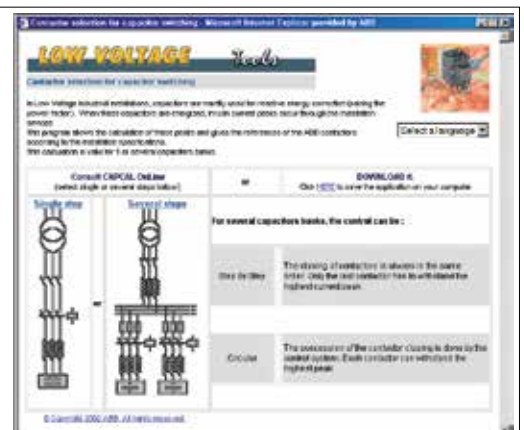 Contactor selection for capacitor switching - Microsoft Internet Explorer provided by ABB
LOW VOLTAGE Tools
Contactor selection for capacitor switching
In Low Voltage industrial installations, capacitors are mainly used for reactive energy correction (raising the
power factor). When these capacitors are energized, inrush current peaks occur throughout the installation
devices
This program allows the calculation of these peaks and gives the references of the ABB contactors
according to the installation specifications.
This calculation is valid for 1 or several capacitors banks.
Select a language
Consult CAPCAL OnLine
(select single or several steps below)
or
DOWNLOAD it.
Click HERE to save the application on your computer
Single step
Several steps
or
For several capacitors banks, the control can be :
Step by Step
The closing of contactors is always in the same
order. Only the last contactor has to withstand the
highest current peak
Circular
The succession of the contactor closing is done by the
control system. Each contactor can withstand the
highest peak
© Copyright 2002 ABB. All rights reserved.